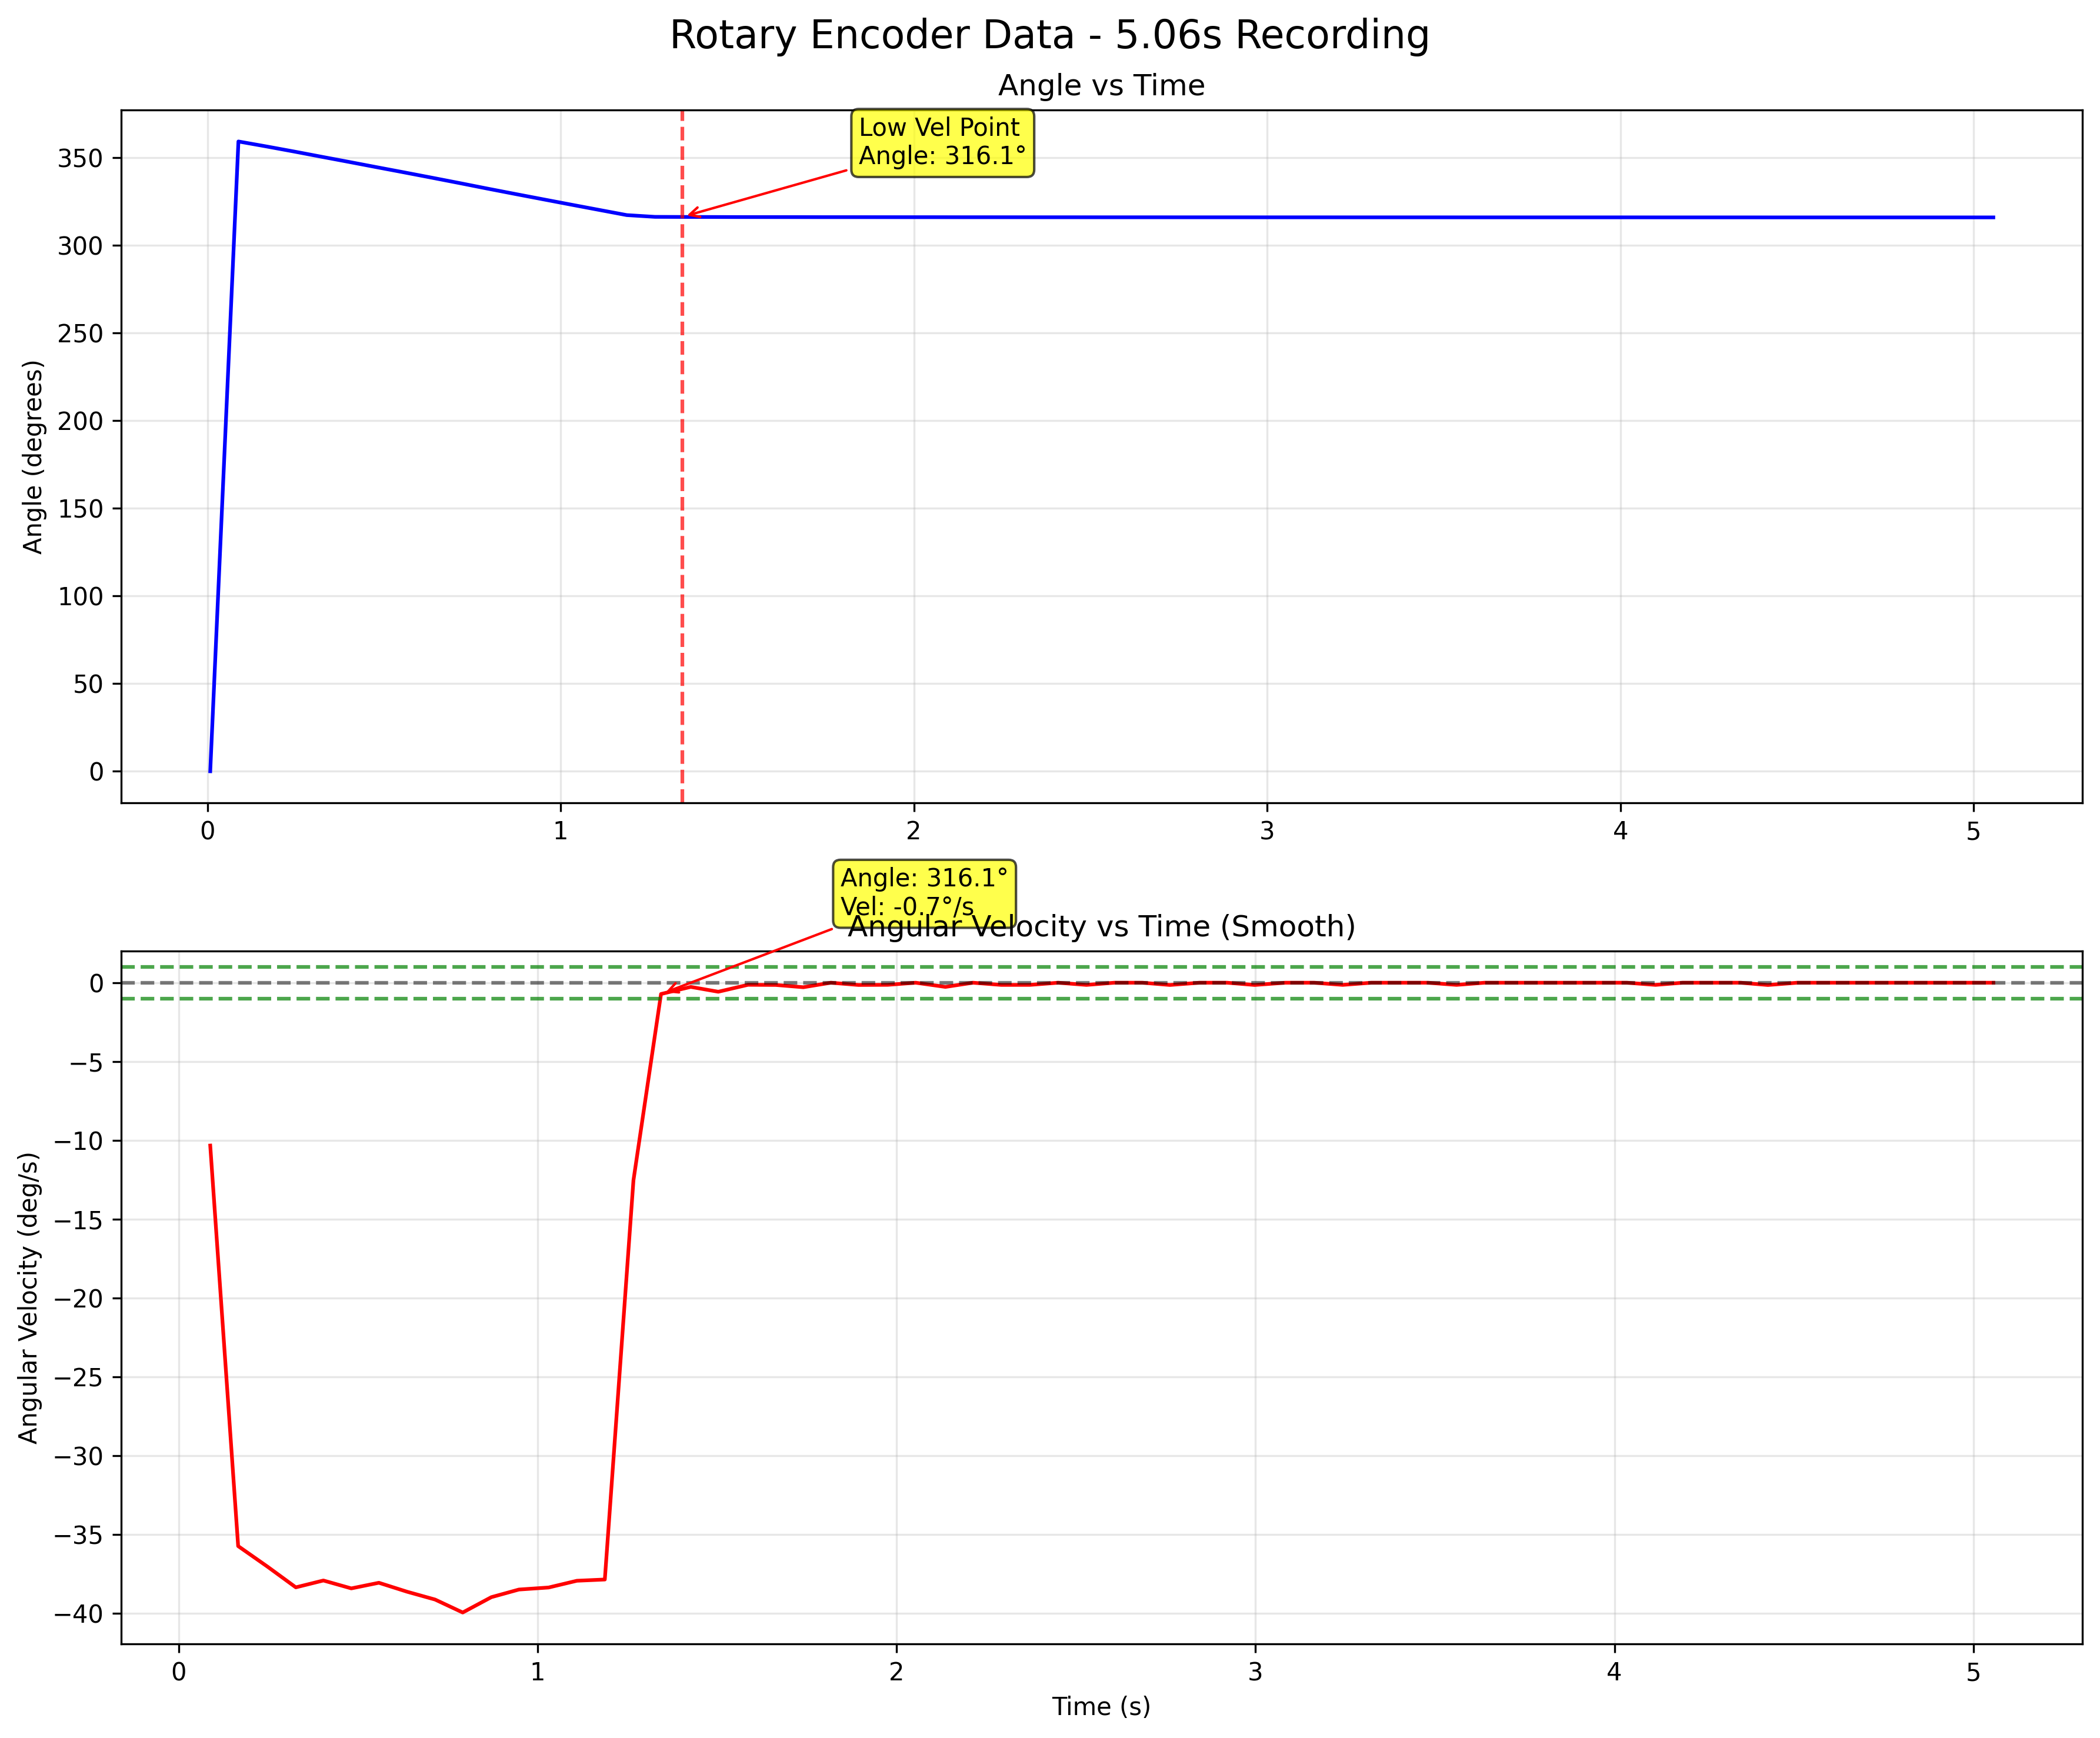 Rotary Encoder Data - 5.06s Recording
Angle vs Time
Low Vel Point
Angle: 316.1°
Angle (degrees)
350
300
250
200
150
100
50
0
0 1 2 3 4 5
Angle: 316.1°
Vel: -0.7°/s
Angular Velocity vs Time (Smooth)
Angular Velocity (deg/s)
0
−5
−10
−15
−20
−25
−30
−35
−40
0 1 2 3 4 5
Time (s)